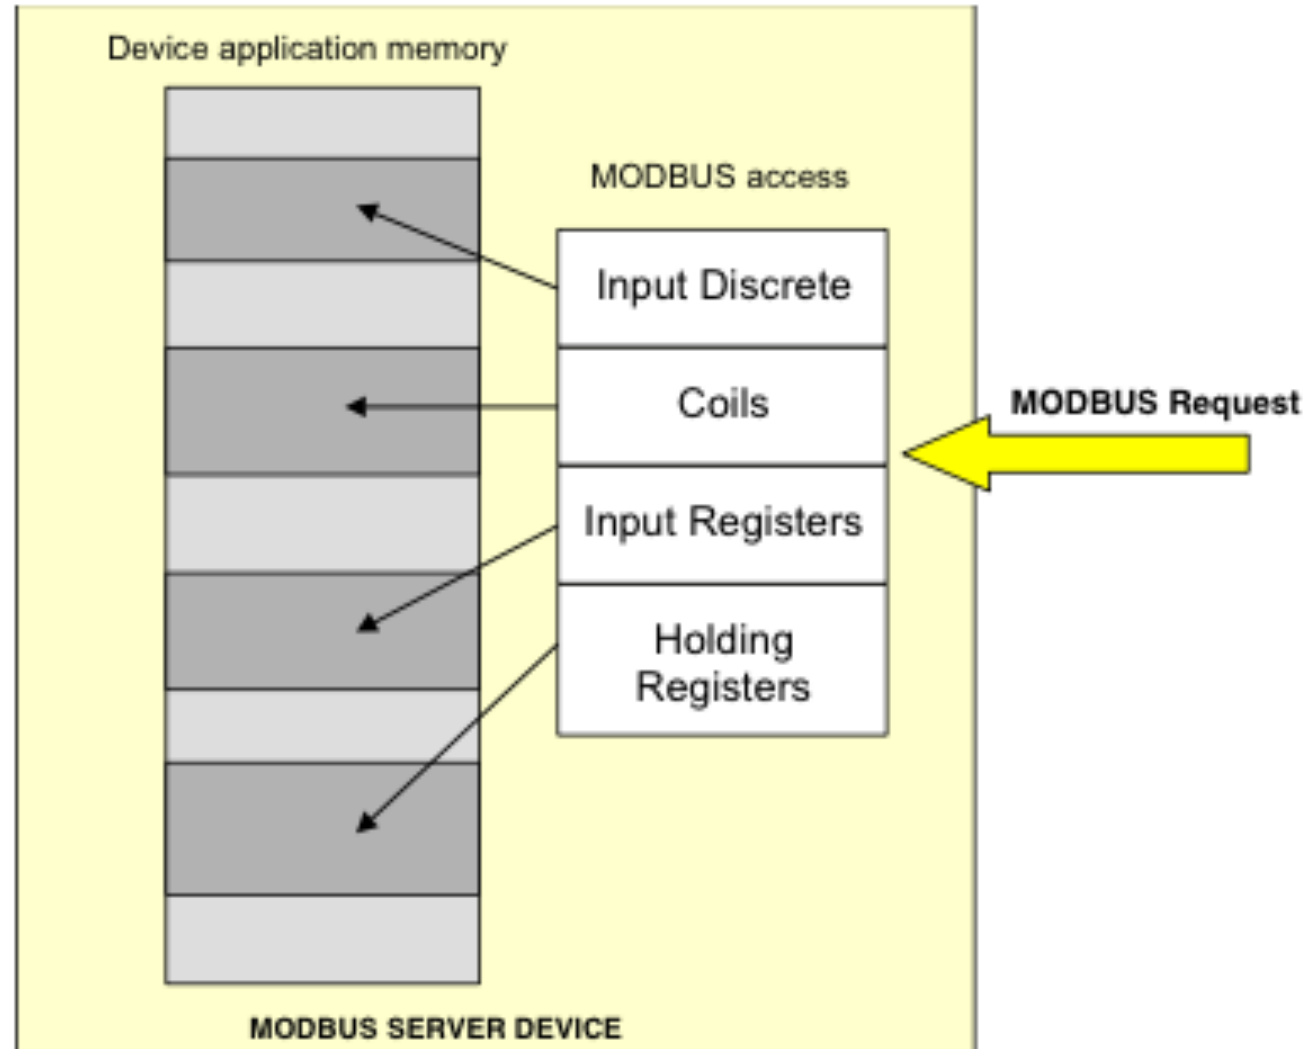 Device application memory
MODBUS access
Input Discrete
Coils
MODBUS Request
Input Registers
Holding
Registers
MODBUS SERVER DEVICE